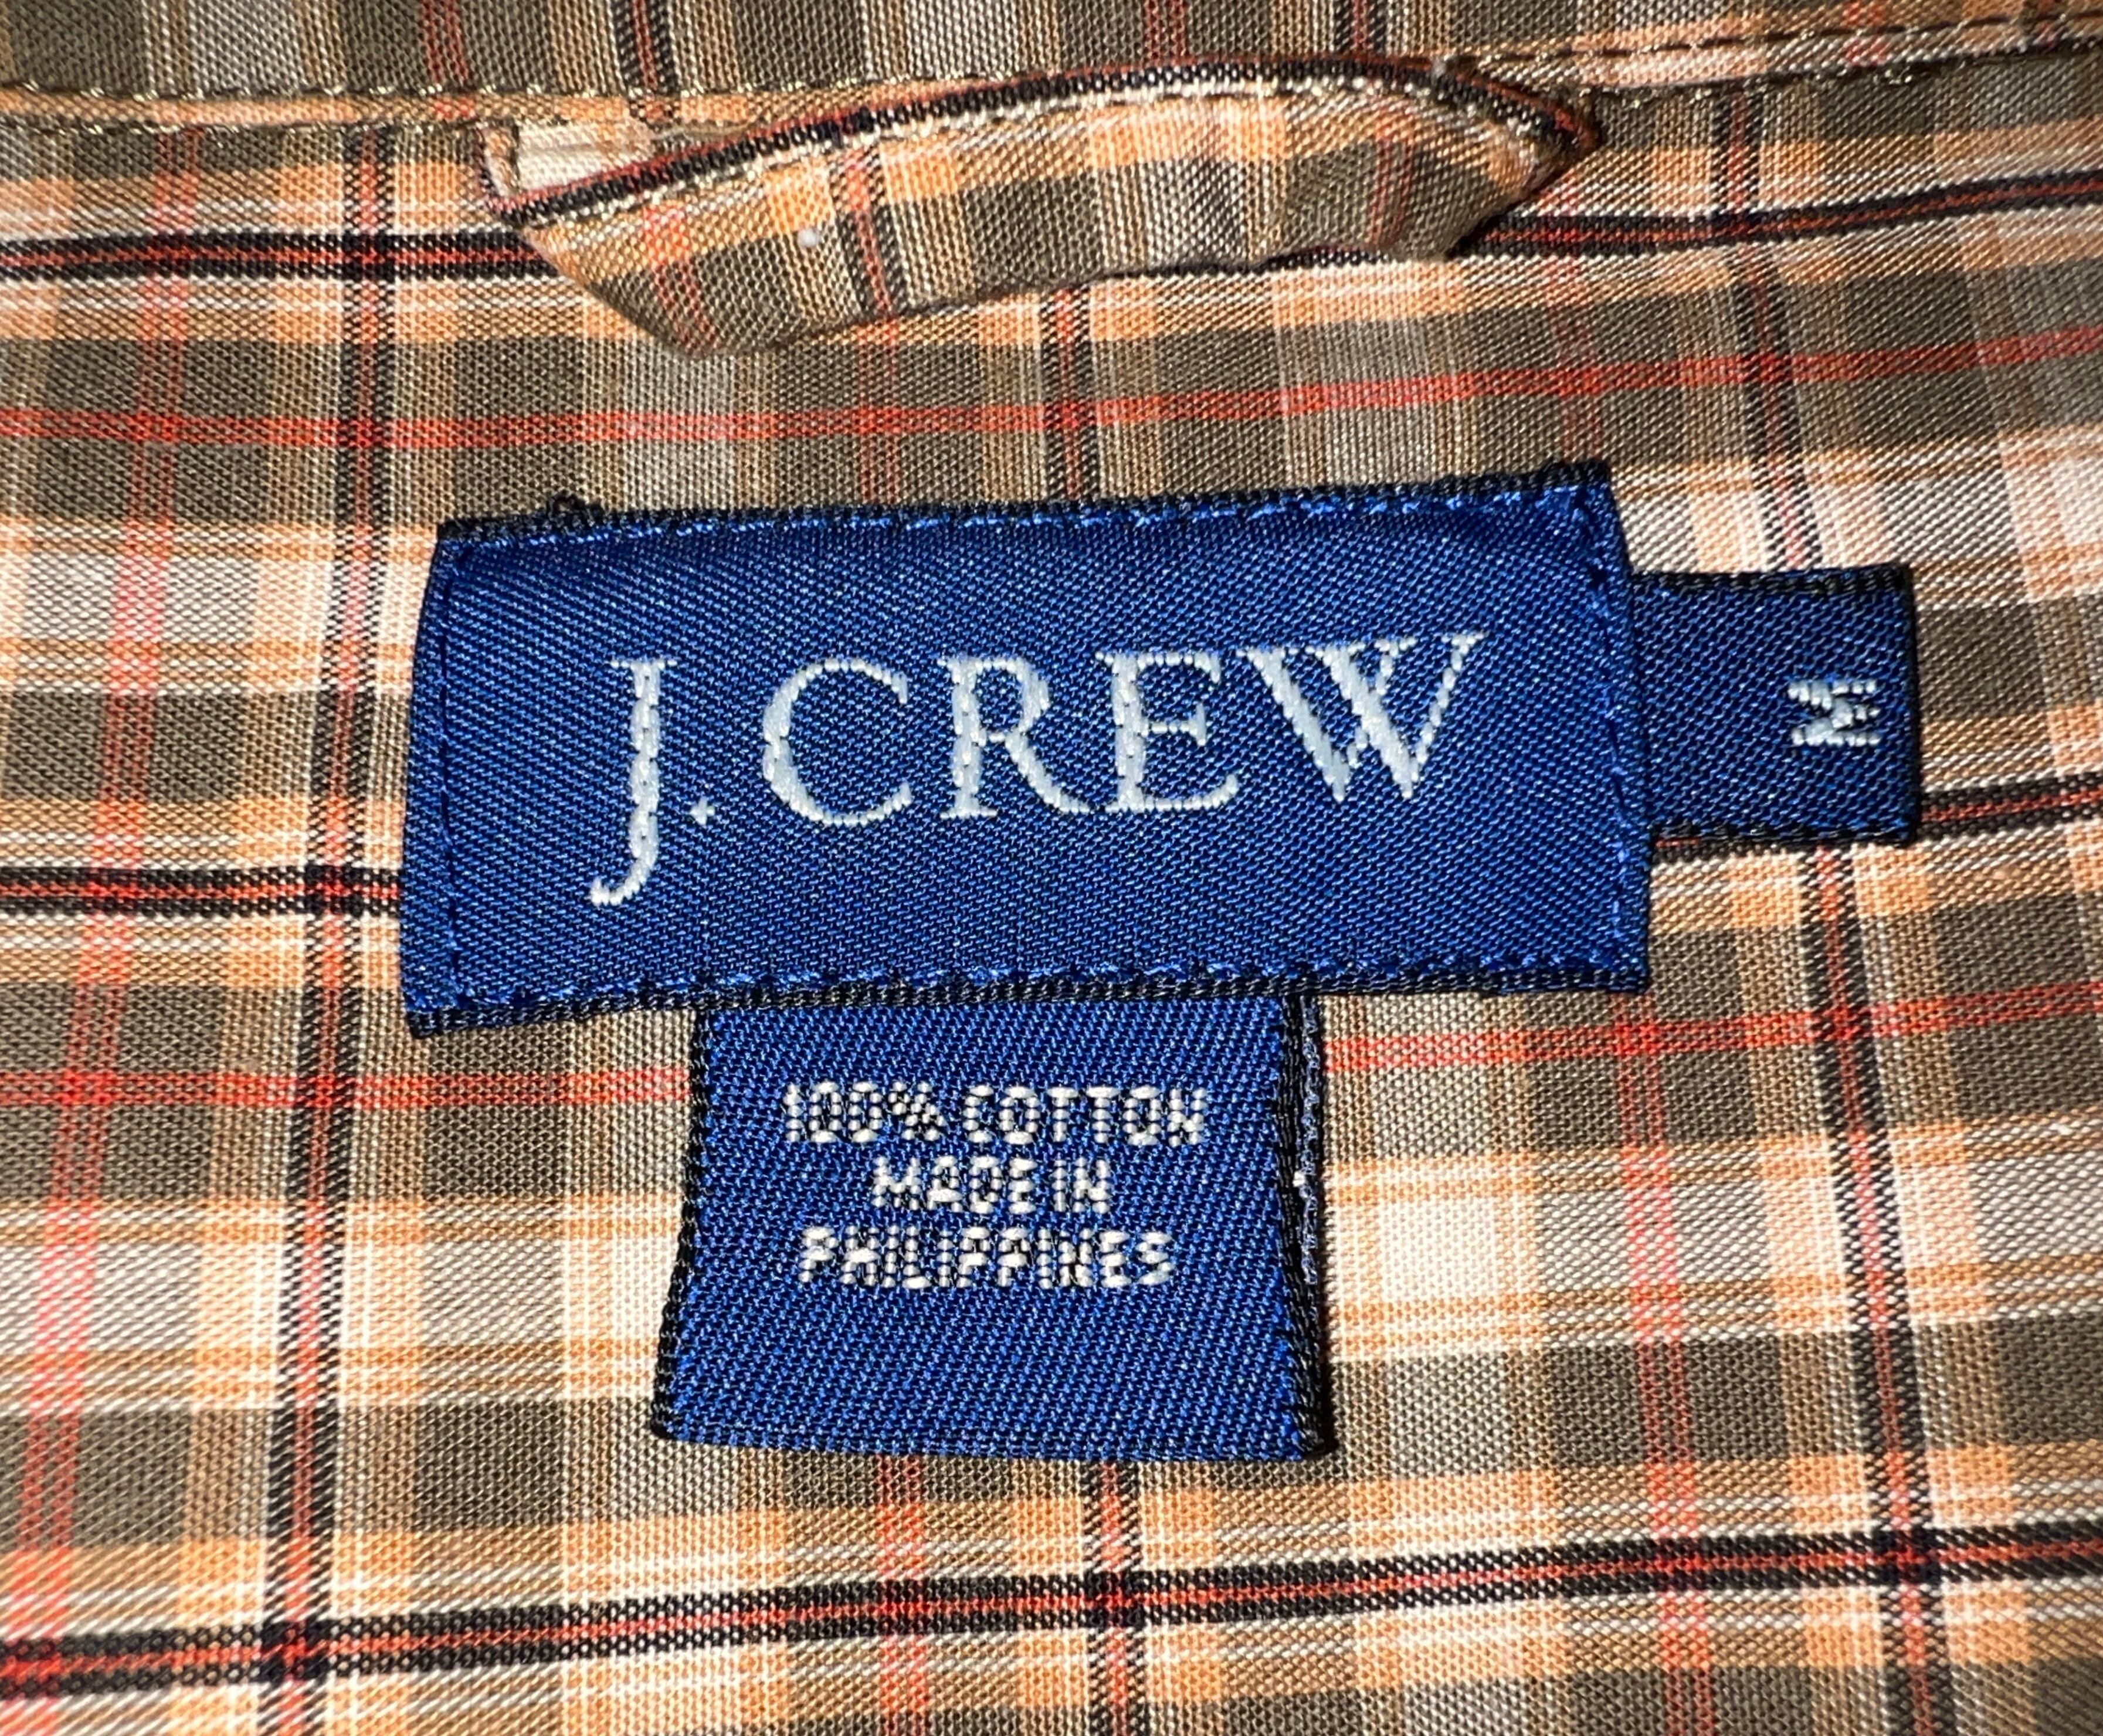 J.CREW
M
100% COTTON
MADE IN
PHILIPPINES